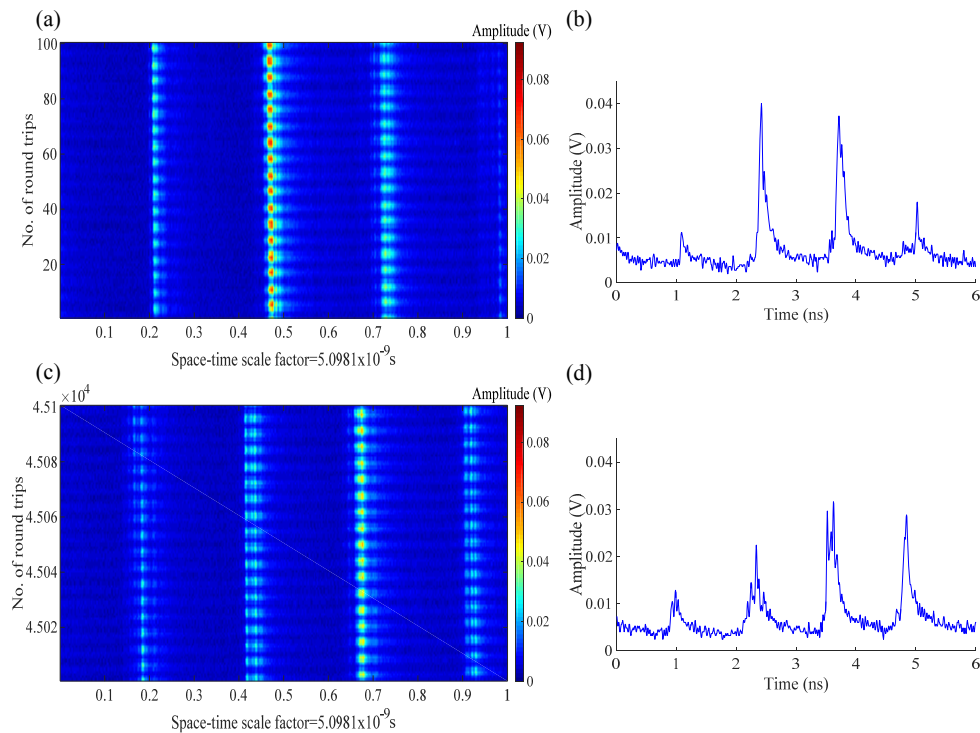 (a)
Amplitude (V)
(b)
No. of round trips
100
80
60
40
20
0.08
0.06
0.04
0.02
0
0.1 0.2 0.3 0.4 0.5 0.6 0.7 0.8 0.9 1
Space-time scale factor=5.0981x10-9s
Amplitude (V)
0.04
0.03
0.02
0.01
0
0 1 2 3 4 5 6
Time (ns)
(c)
×10^4
Amplitude (V)
(d)
No. of round trips
4.51
4.508
4.506
4.504
4.502
0.08
0.06
0.04
0.02
0
0.1 0.2 0.3 0.4 0.5 0.6 0.7 0.8 0.9 1
Space-time scale factor=5.0981x10-9s
Amplitude (V)
0.04
0.03
0.02
0.01
0
0 1 2 3 4 5 6
Time (ns)